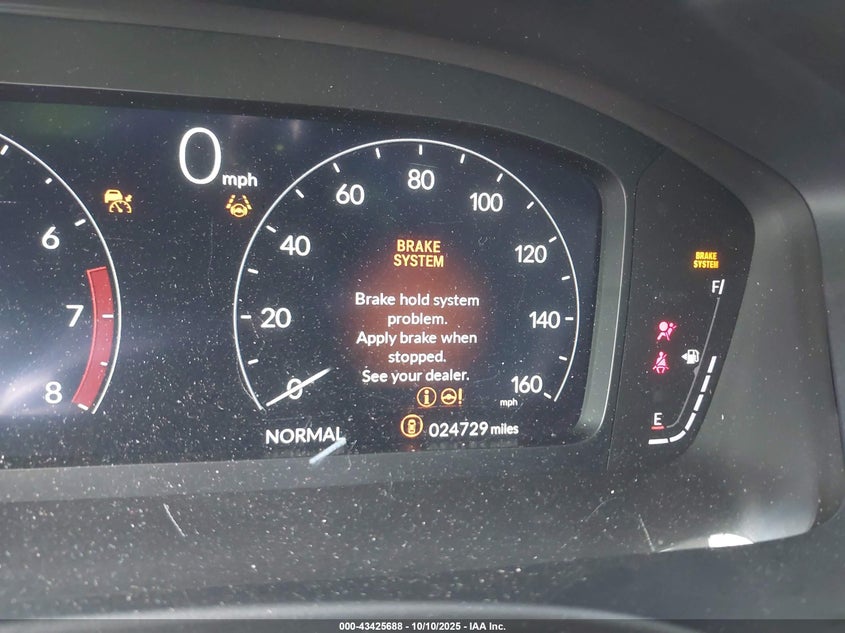 0 mph
6
7
8
0
20
40
60
80
100
120
140
160
mph
BRAKE
SYSTEM
Brake hold system
problem.
Apply brake when
stopped.
See your dealer.
NORMAL
024729 miles
BRAKE
SYSTEM
F
E
000-43425688 - 10/10/2025 - IAA Inc.